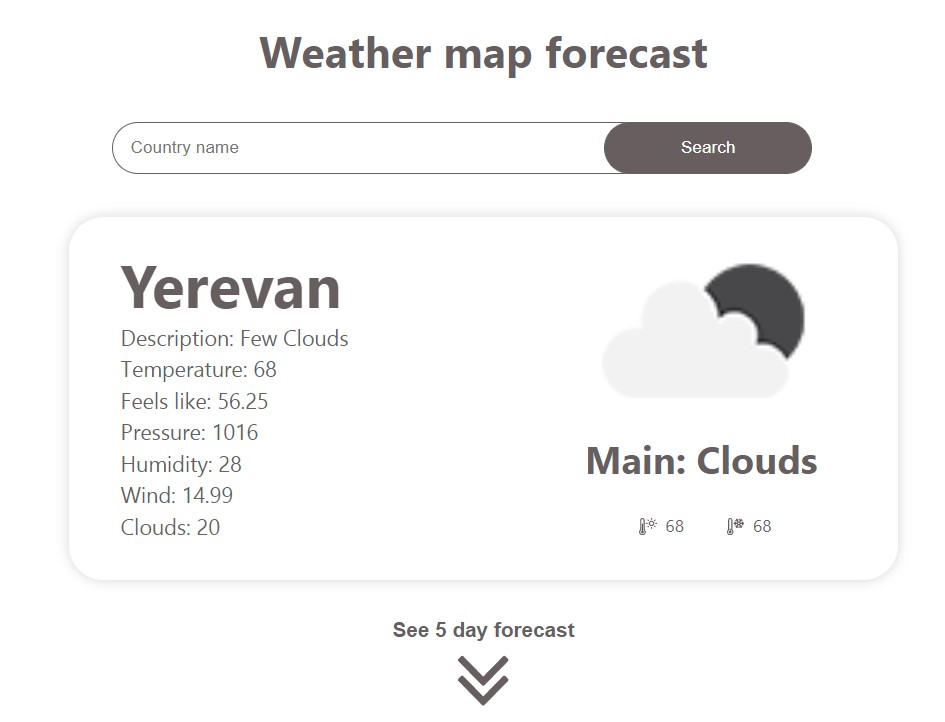 Weather map forecast
Country name
Search
Yerevan
Description: Few Clouds
Temperature: 68
Feels like: 56.25
Pressure: 1016
Humidity: 28
Wind: 14.99
Clouds: 20
Main: Clouds
68 68
See 5 day forecast